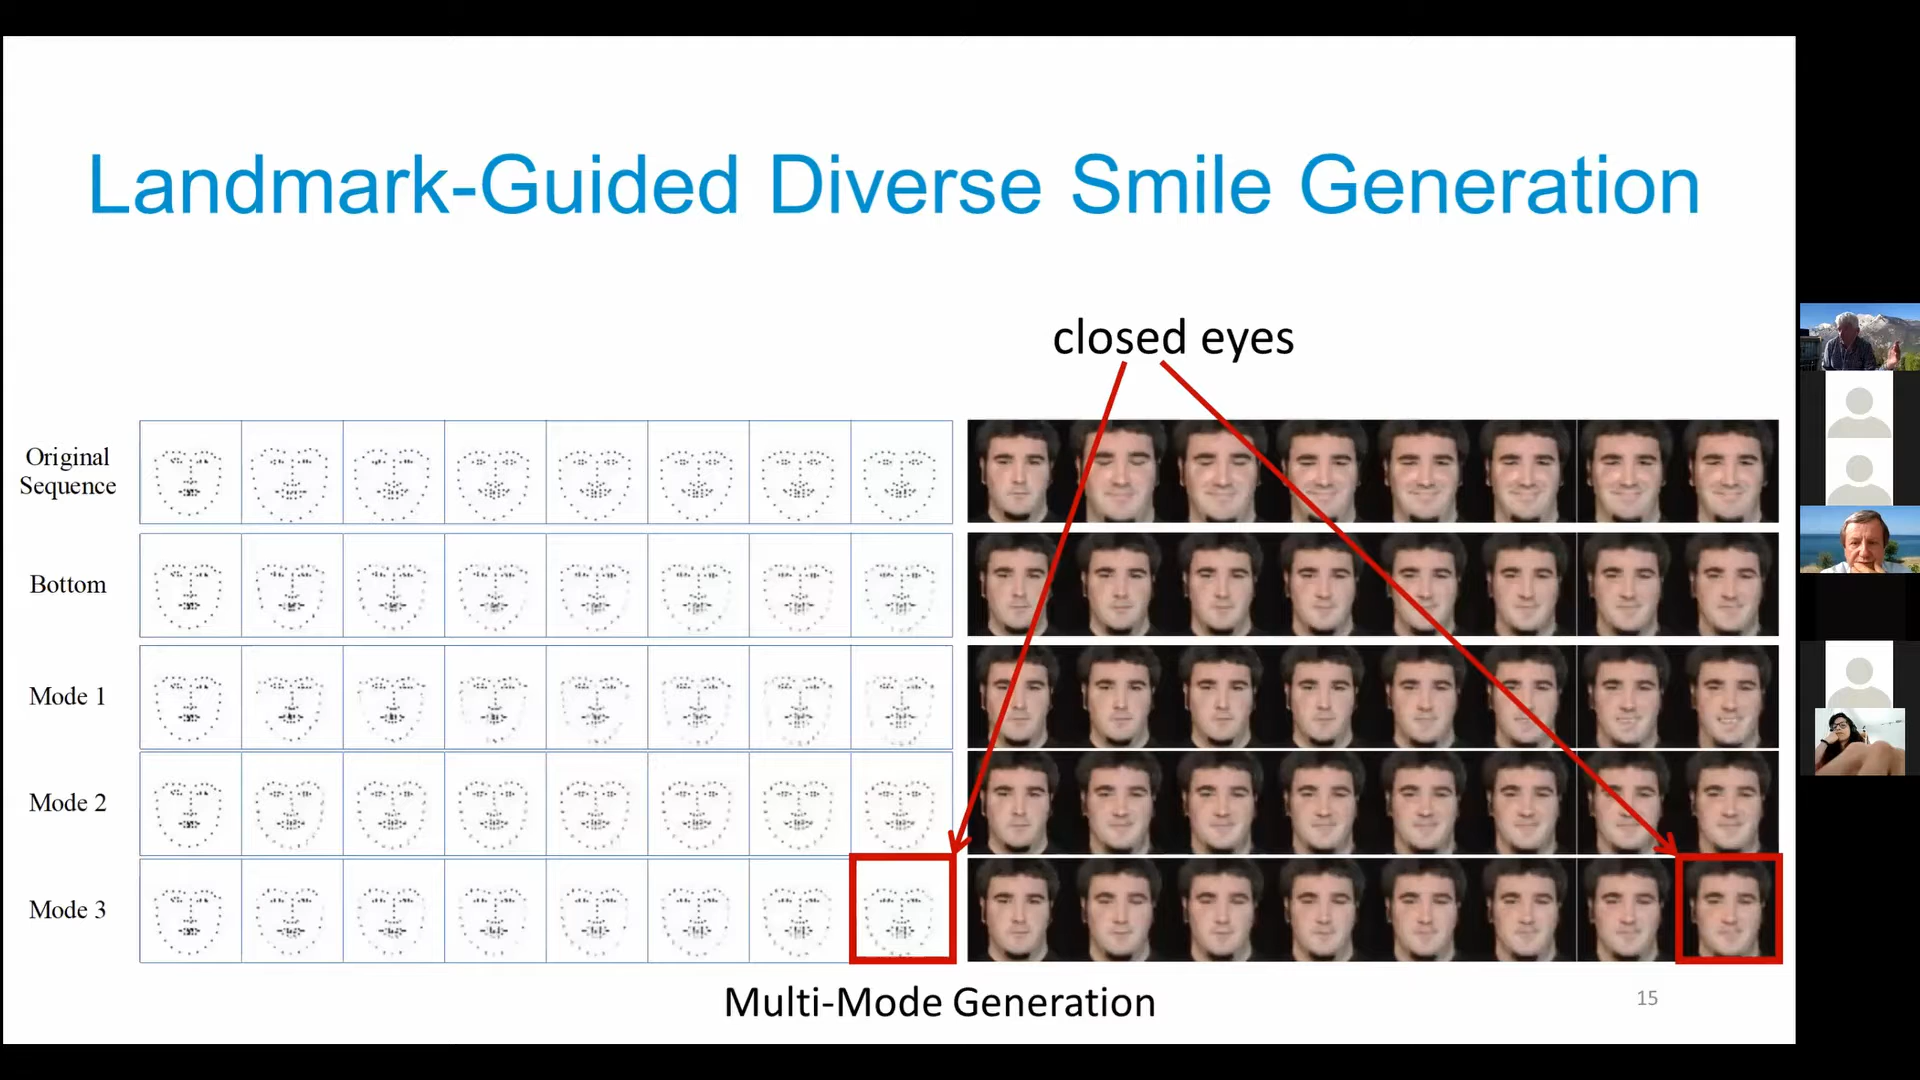 Landmark-Guided Diverse Smile Generation
closed eyes
Original
Sequence
Bottom
Mode 1
Mode 2
Mode 3
Multi-Mode Generation
15